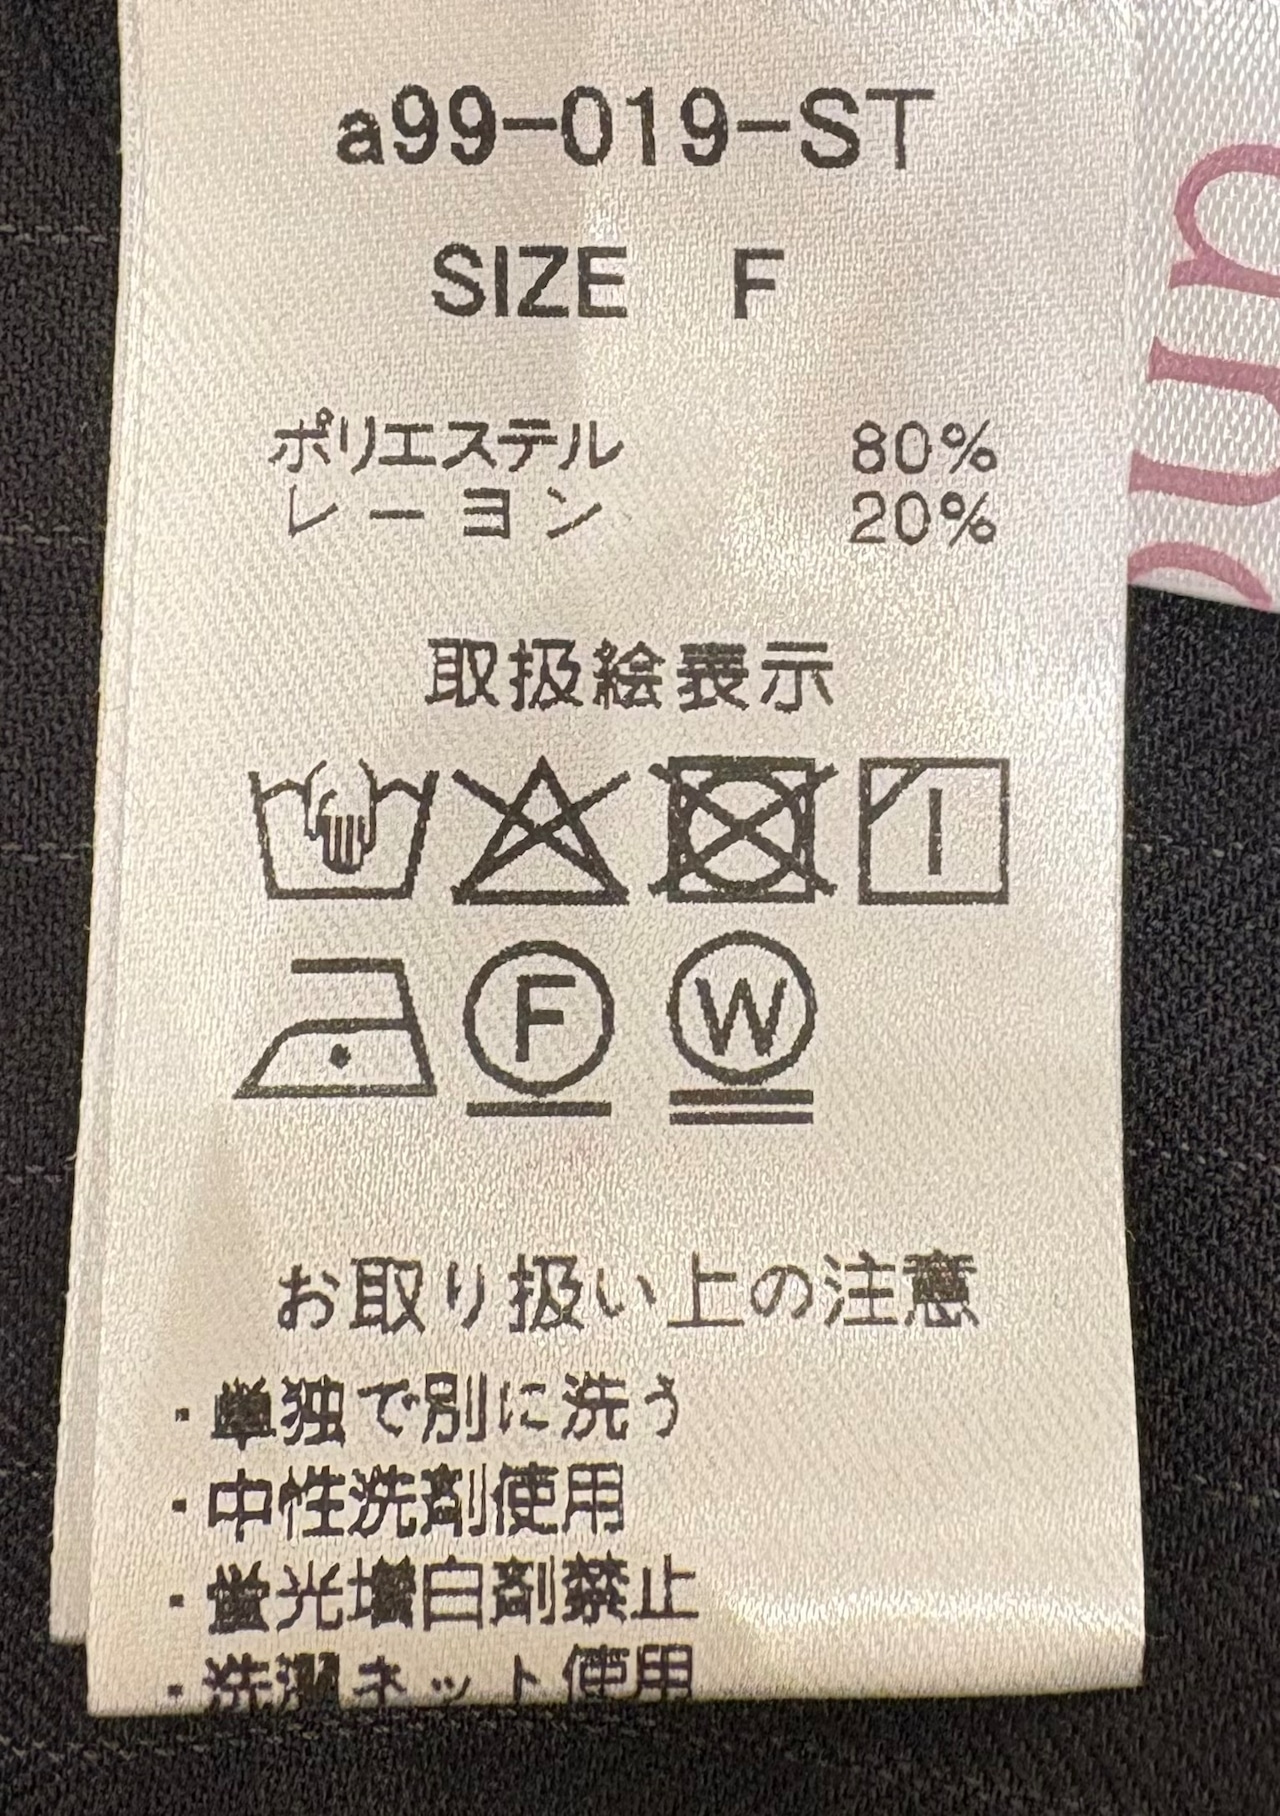 a99-019-ST
SIZE F
ポリエステル 80%
レーヨン 20%
取扱絵表示
F W
お取り扱い上の注意
・単独で別に洗う
・中性洗剤使用
・蛍光増白剤禁止
・洗濯ネット使用